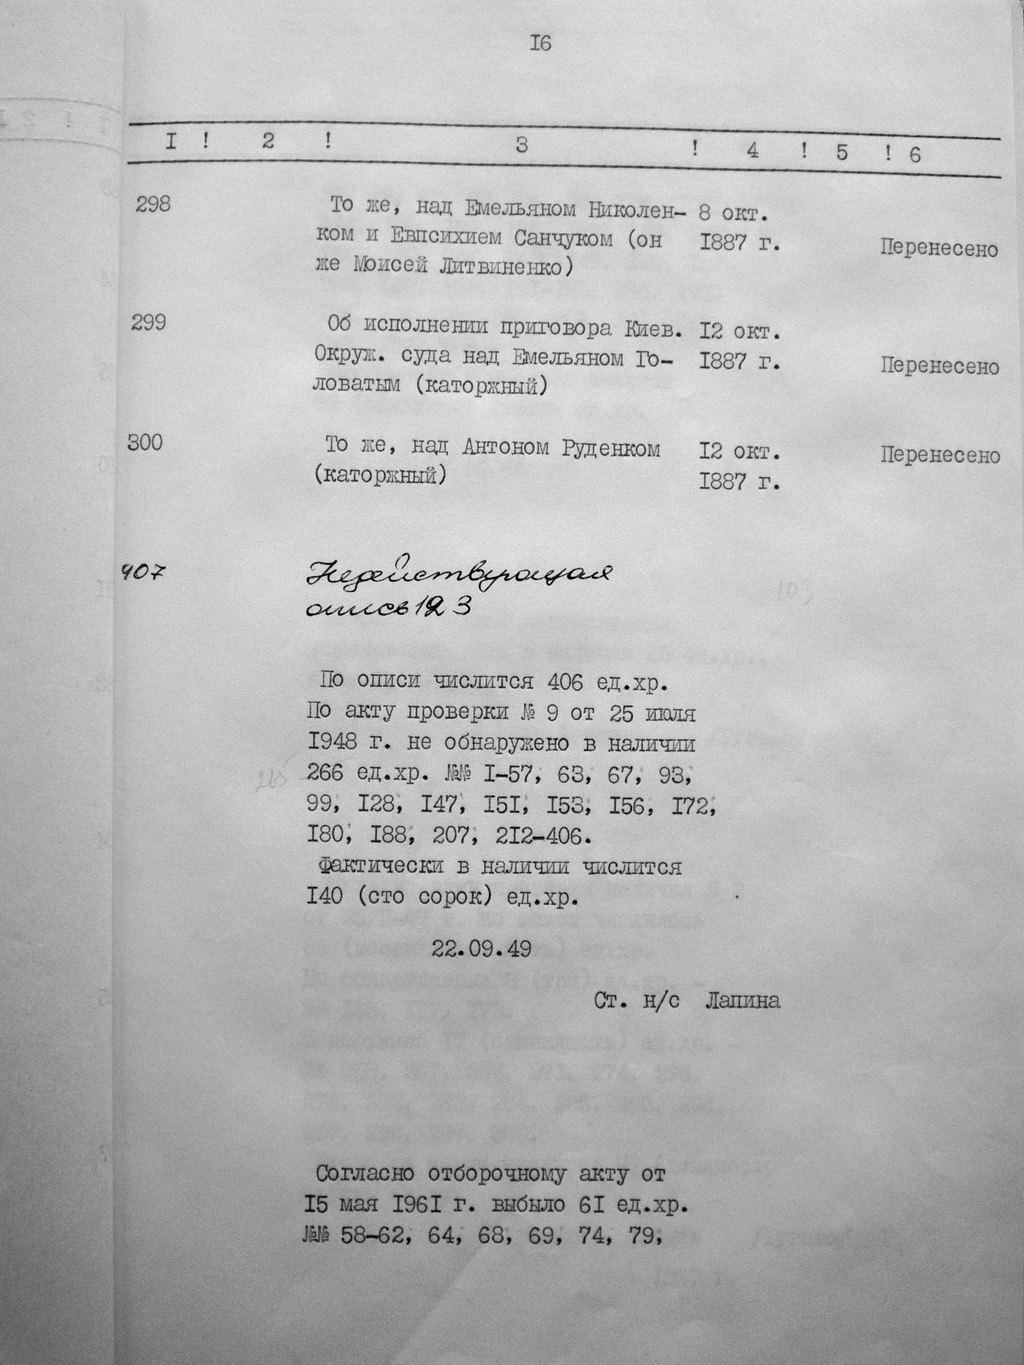 I6
I ! 2 ! 3 ! 4 ! 5 ! 6
298 То же, над Емельяном Николен- 8 окт.
ком и Евпсихием Санчуком (он I887 г. Перенесено
же Моисей Литвиненко)
299 Об исполнении приговора Киев. I2 окт.
Окруж. суда над Емельяном Го- I887 г. Перенесено
ловатым (каторжный)
300 То же, над Антоном Руденком I2 окт. Перенесено
(каторжный) I887 г.
407 Недействующая
опись № 3
103
По описи числится 406 ед.хр.
По акту проверки № 9 от 25 июля
I948 г. не обнаружено в наличии
265 266 ед.хр. №№ I-57, 63, 67, 93,
99, I28, I47, I5I, I53, I56, I72,
I80, I88, 207, 2I2-406.
Фактически в наличии числится
I40 (сто сорок) ед.хр.
22.09.49
Ст. н/с Лапина
Согласно отборочному акту от
I5 мая I96I г. выбыло 6I ед.хр.
№№ 58-62, 64, 68, 69, 74, 79,